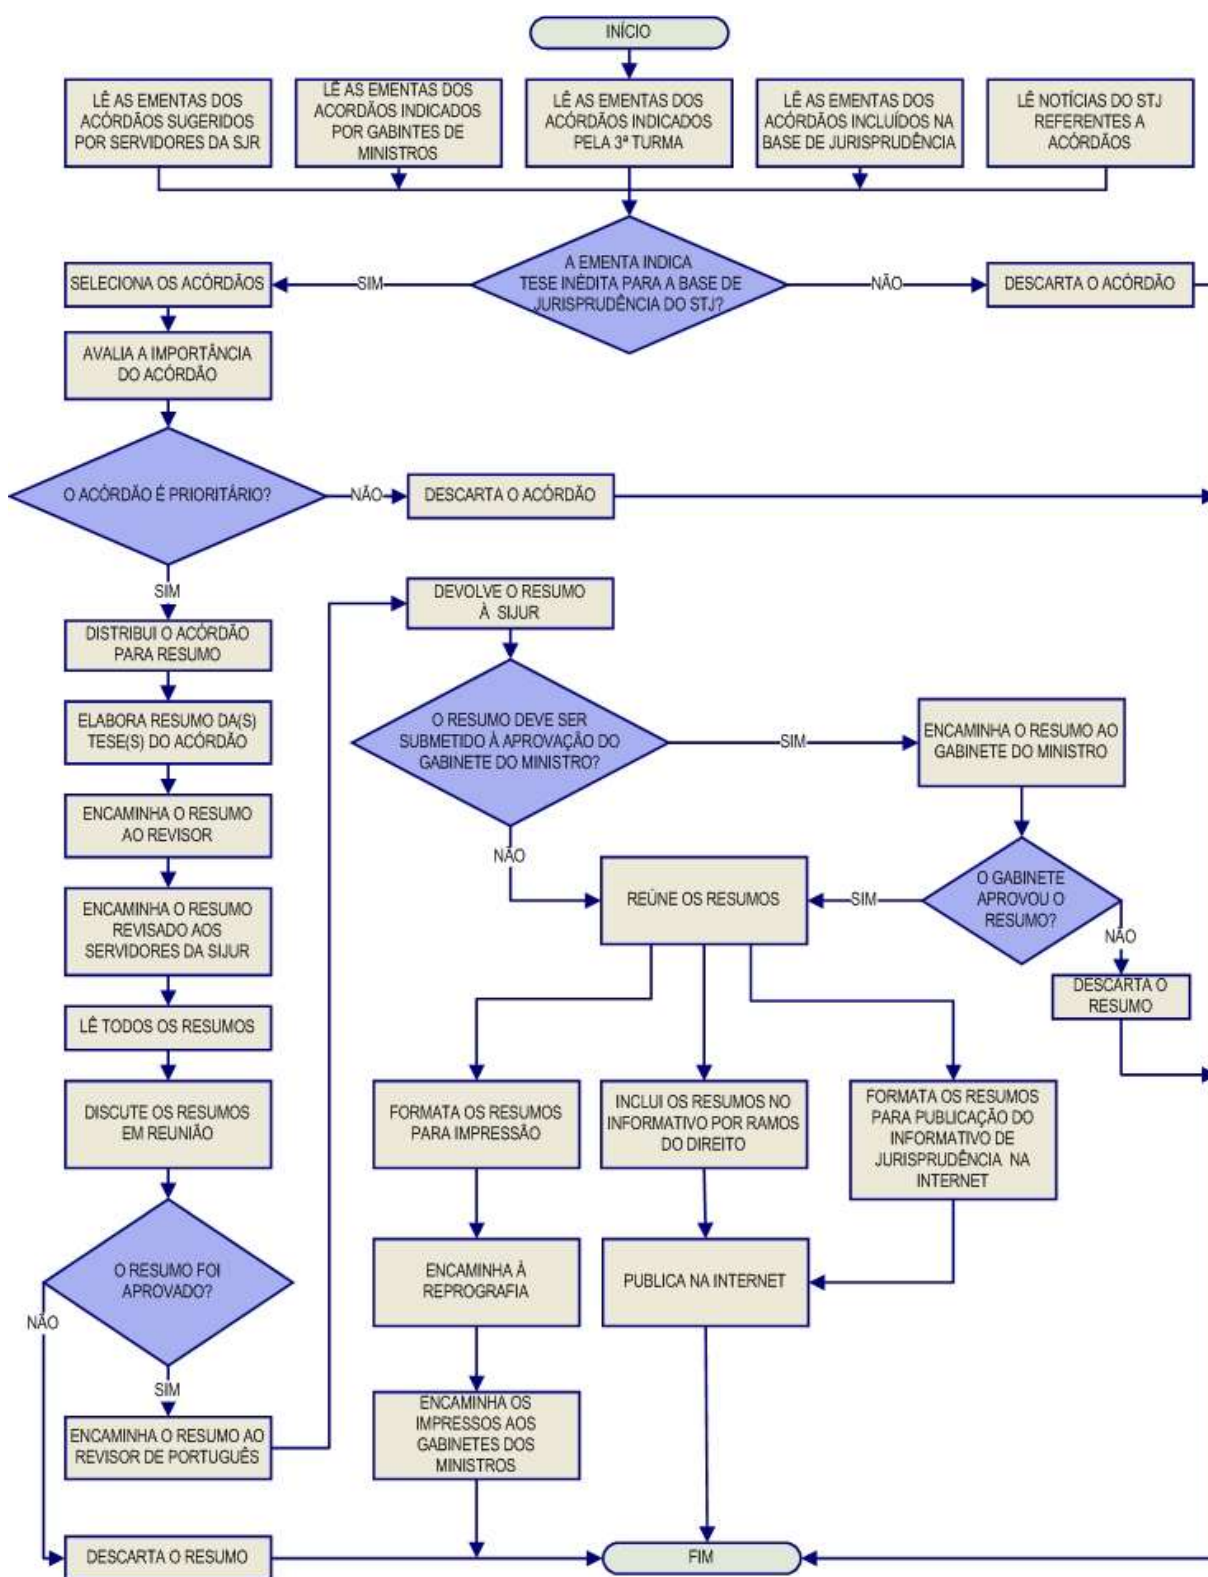 INÍCIO
LÊ AS EMENTAS DOS
ACÓRDÃOS SUGERIDOS
POR SERVIDORES DA SJR
LÊ AS EMENTAS DOS
ACORDÃOS INDICADOS
POR GABINTES DE
MINISTROS
LÊ AS EMENTAS DOS
ACÓRDÃOS INDICADOS
PELA 3ª TURMA
LÊ AS EMENTAS DOS
ACÓRDÃOS INCLUÍDOS NA
BASE DE JURISPRUDÊNCIA
LÊ NOTÍCIAS DO STJ
REFERENTES A
ACÓRDÃOS
A EMENTA INDICA
TESE INÉDITA PARA A BASE DE
JURISPRUDÊNCIA DO STJ?
SIM
SELECIONA OS ACÓRDÃOS
NÃO
DESCARTA O ACÓRDÃO
AVALIA A IMPORTÂNCIA
DO ACÓRDÃO
O ACÓRDÃO É PRIORITÁRIO?
NÃO
DESCARTA O ACÓRDÃO
SIM
DISTRIBUI O ACÓRDÃO
PARA RESUMO
ELABORA RESUMO DA(S)
TESE(S) DO ACÓRDÃO
ENCAMINHA O RESUMO
AO REVISOR
ENCAMINHA O RESUMO
REVISADO AOS
SERVIDORES DA SIJUR
LÊ TODOS OS RESUMOS
DISCUTE OS RESUMOS
EM REUNIÃO
O RESUMO FOI
APROVADO?
NÃO
SIM
ENCAMINHA O RESUMO AO
REVISOR DE PORTUGUÊS
DESCARTA O RESUMO
DEVOLVE O RESUMO
À SIJUR
O RESUMO DEVE SER
SUBMETIDO À APROVAÇÃO DO
GABINETE DO MINISTRO?
SIM
ENCAMINHA O RESUMO AO
GABINETE DO MINISTRO
NÃO
O GABINETE
APROVOU O
RESUMO?
SIM
REÚNE OS RESUMOS
NÃO
DESCARTA O
RESUMO
FORMATA OS RESUMOS
PARA IMPRESSÃO
INCLUI OS RESUMOS NO
INFORMATIVO POR RAMOS
DO DIREITO
FORMATA OS RESUMOS
PARA PUBLICAÇÃO DO
INFORMATIVO DE
JURISPRUDÊNCIA NA
INTERNET
ENCAMINHA À
REPROGRAFIA
PUBLICA NA INTERNET
ENCAMINHA OS
IMPRESSOS AOS
GABINETES DOS
MINISTROS
FIM